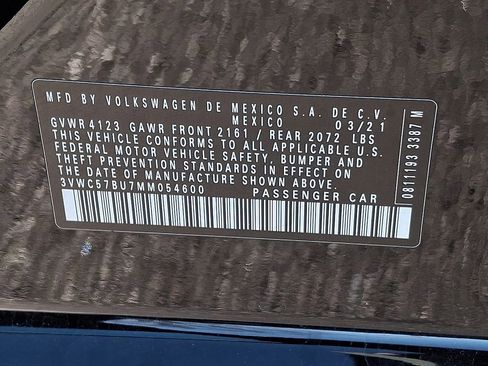 MFD BY VOLKSWAGEN DE MEXICO S.A. DE C.V.
MEXICO 03/21
GVWR 4123 GAWR FRONT 2161 / REAR 2072 LBS
THIS VEHICLE CONFORMS TO ALL APPLICABLE U.S.
FEDERAL MOTOR VEHICLE SAFETY, BUMPER AND
THEFT PREVENTION STANDARDS IN EFFECT ON
THE DATE OF MANUFACTURE SHOWN ABOVE.
3VWC57BU7MM054600 PASSENGER CAR
0811193 3387 M